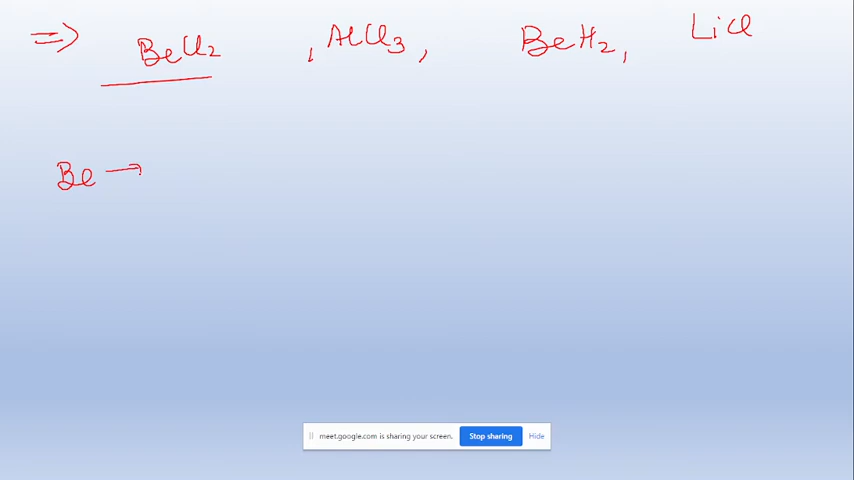 ⇒ BeCl2 , AlCl3, BeH2, LiCl
Be →
meet.google.com is sharing your screen. Stop sharing Hide